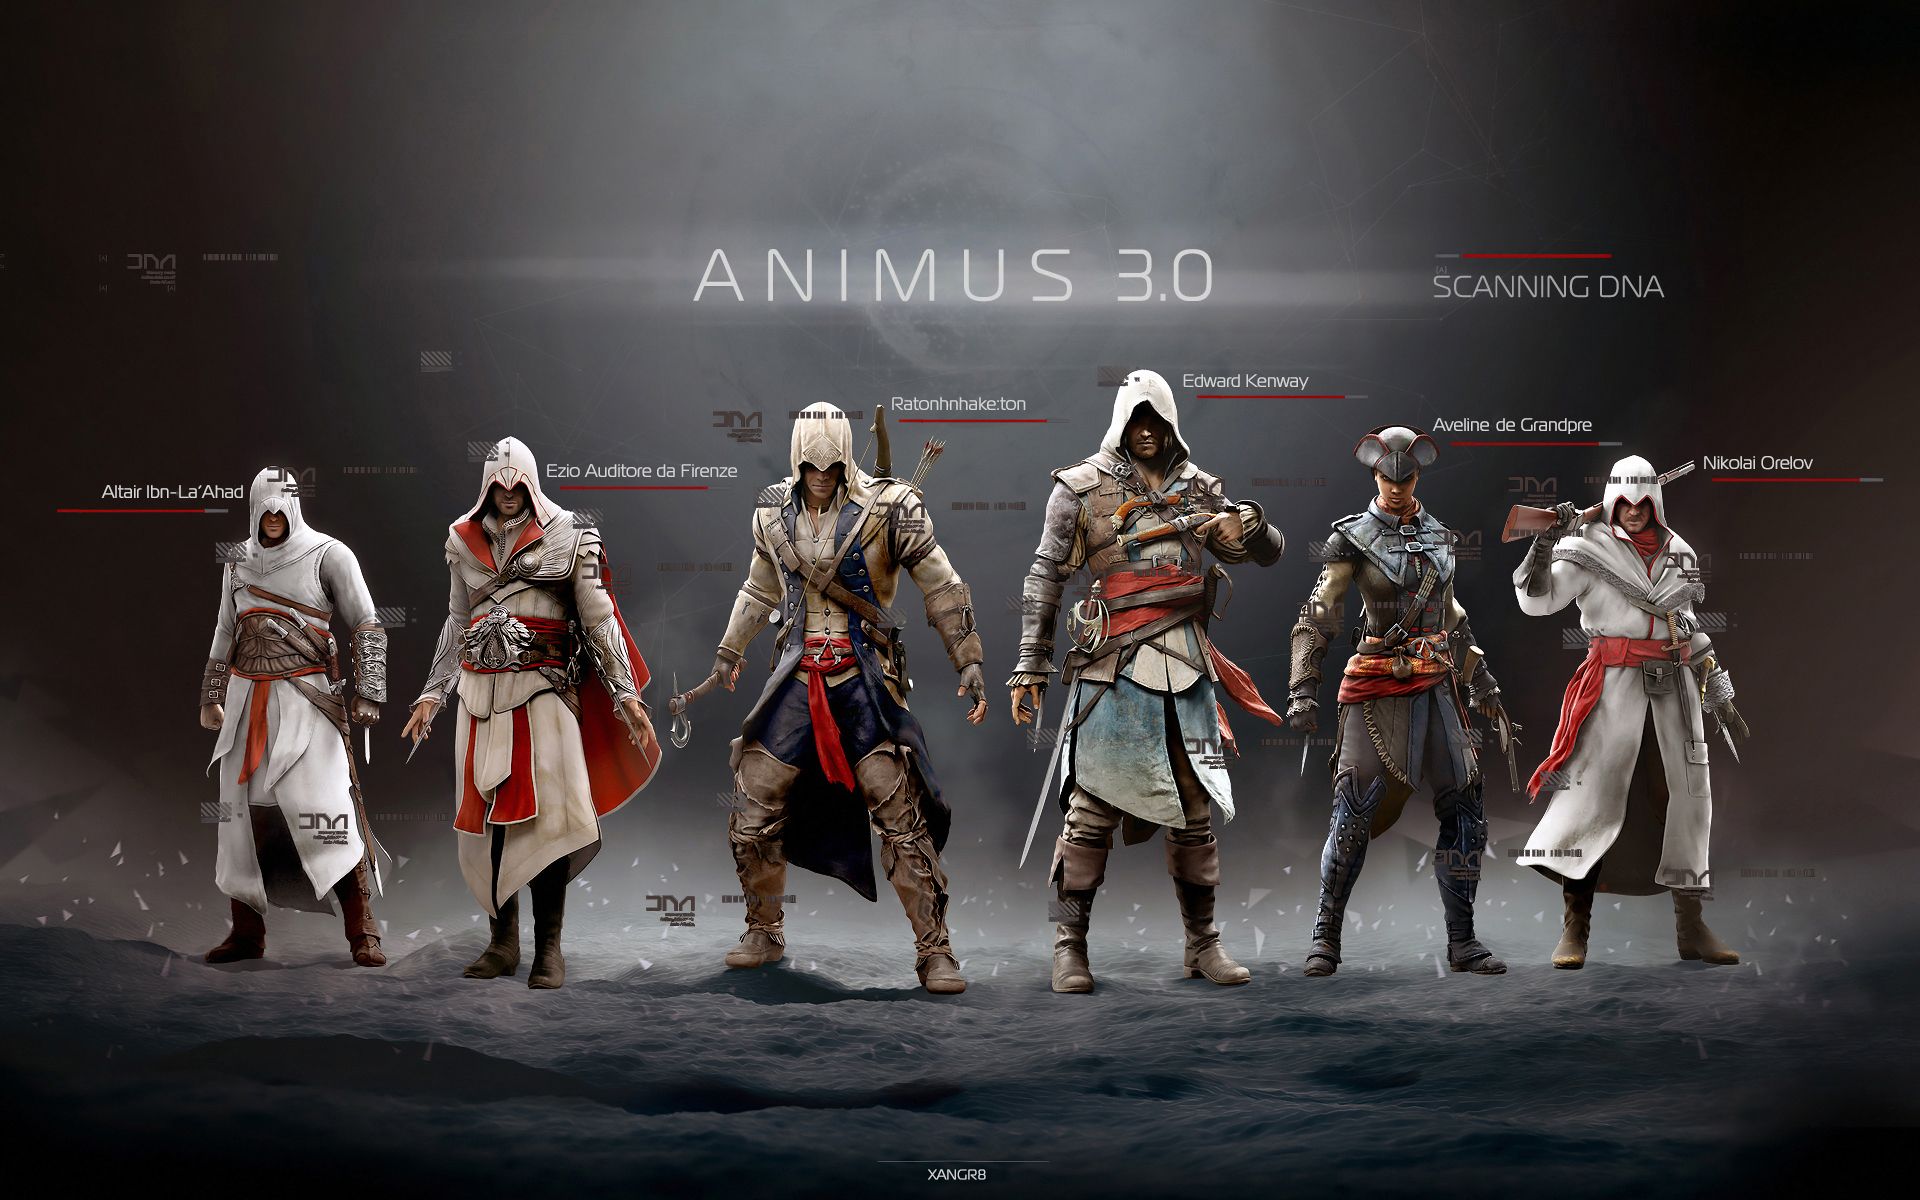 ANIMUS 3.0
SCANNING DNA
Edward Kenway
Ratonhnhake:ton
Aveline de Grandpre
Nikolai Orelov
Ezio Auditore da Firenze
Altair Ibn-La'Ahad
XANGR8